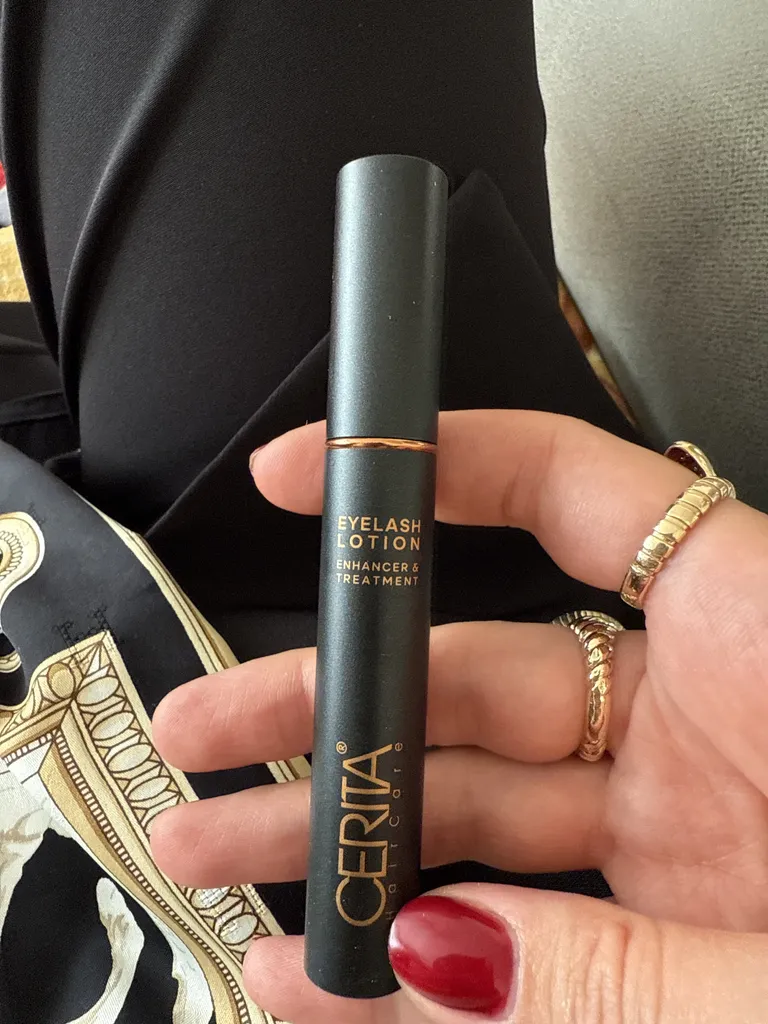 EYELASH
LOTION
ENHANCER &
TREATMENT
CERITA®
HairCare